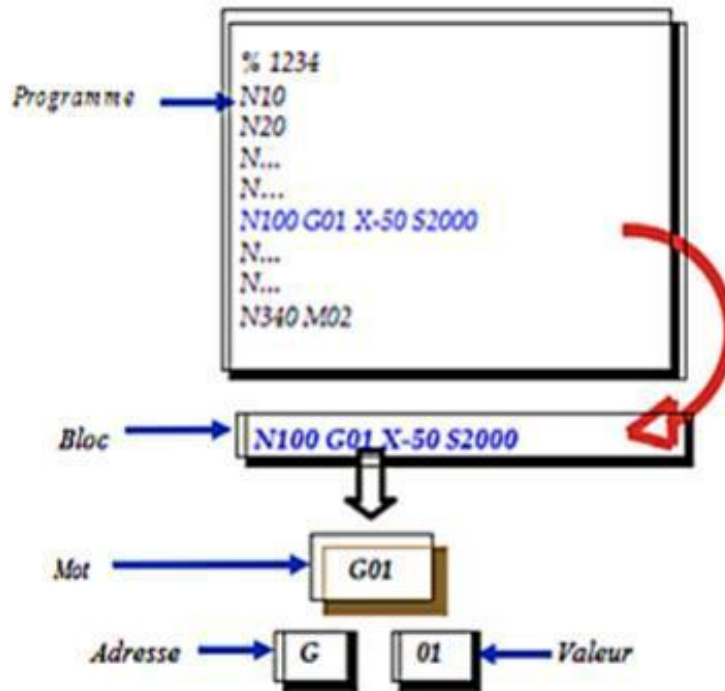 % 1234
Programme
N10
N20
N...
N...
N100 G01 X-50 S2000
N...
N...
N340 M02
Bloc
N100 G01 X-50 S2000
Mot
G01
Adresse
G
01
Valeur